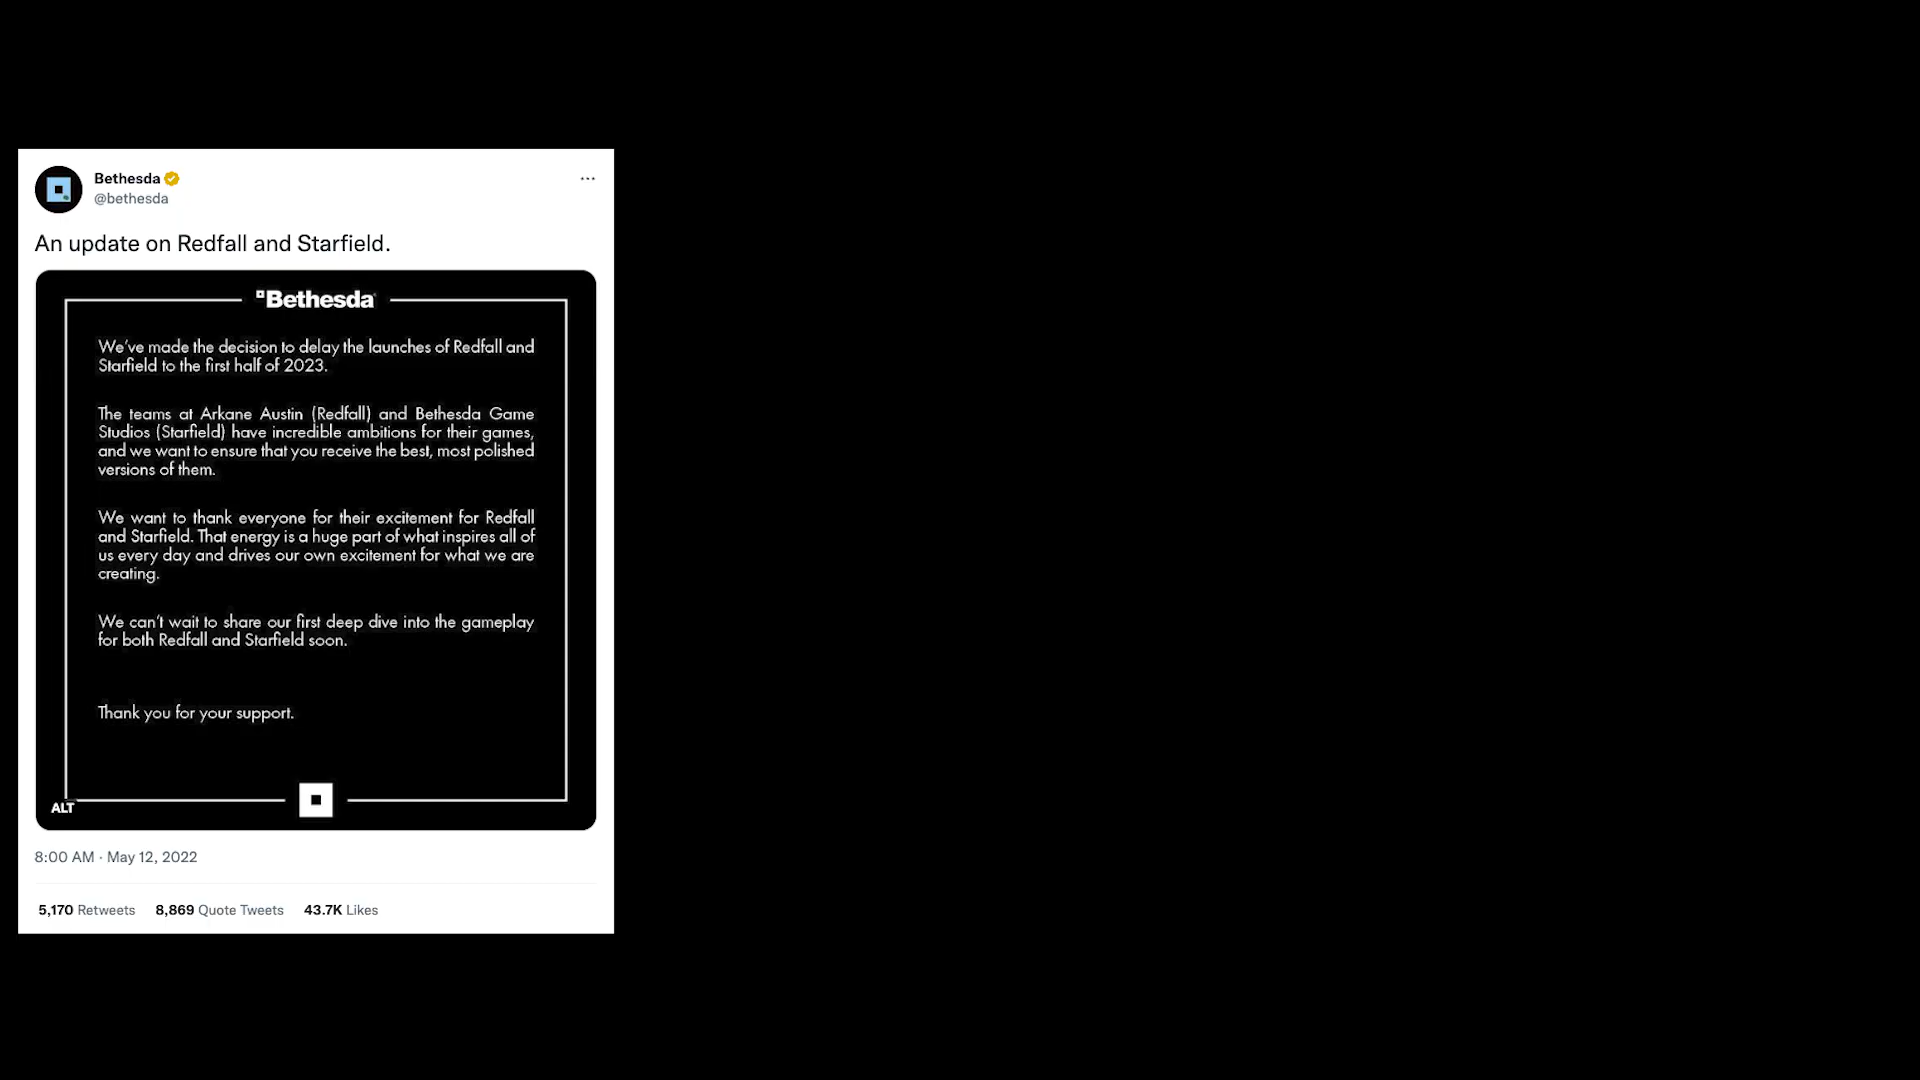 Bethesda
@bethesda
...
An update on Redfall and Starfield.
Bethesda
We've made the decision to delay the launches of Redfall and
Starfield to the first half of 2023.
The teams at Arkane Austin (Redfall) and Bethesda Game
Studios (Starfield) have incredible ambitions for their games,
and we want to ensure that you receive the best, most polished
versions of them.
We want to thank everyone for their excitement for Redfall
and Starfield. That energy is a huge part of what inspires all of
us every day and drives our own excitement for what we are
creating.
We can't wait to share our first deep dive into the gameplay
for both Redfall and Starfield soon.
Thank you for your support.
ALT
8:00 AM · May 12, 2022
5,170 Retweets 8,869 Quote Tweets 43.7K Likes